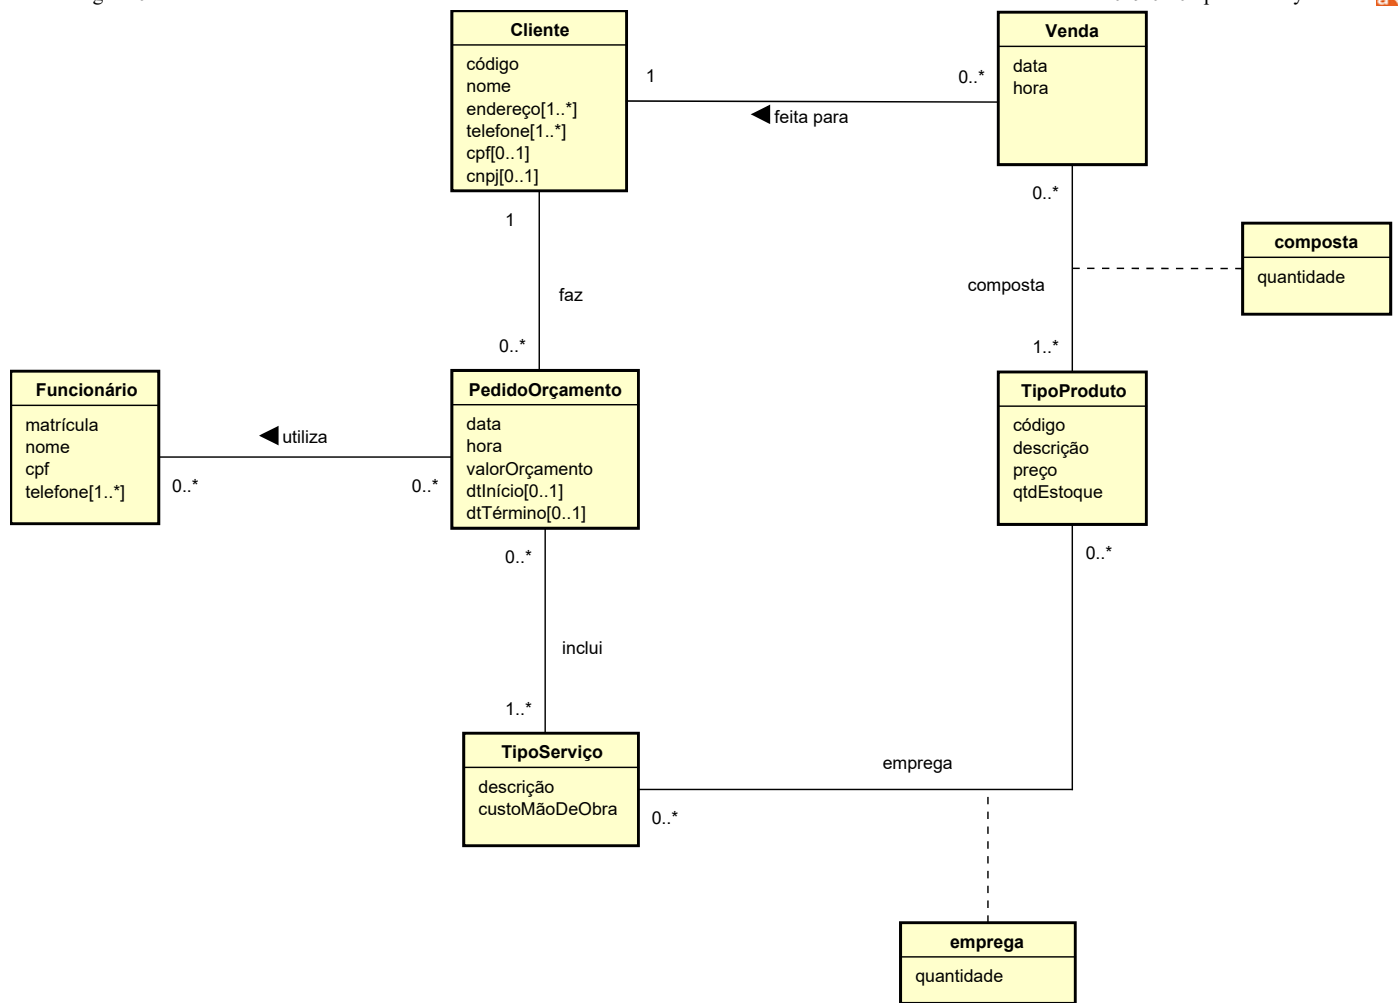 Cliente
código
nome
endereço[1..*]
telefone[1..*]
cpf[0..1]
cnpj[0..1]
Venda
data
hora
1
0..*
feita para
1
faz
0..*
0..*
composta
1..*
composta
quantidade
Funcionário
matrícula
nome
cpf
telefone[1..*]
utiliza
0..*
0..*
PedidoOrçamento
data
hora
valorOrçamento
dtInício[0..1]
dtTérmino[0..1]
TipoProduto
código
descrição
preço
qtdEstoque
0..*
0..*
inclui
1..*
TipoServiço
descrição
custoMãoDeObra
emprega
0..*
emprega
quantidade